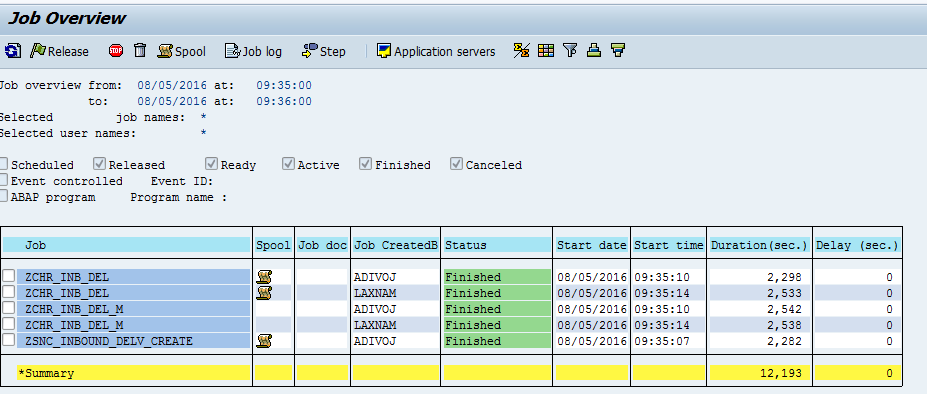 Job Overview
Release Spool Job log Step Application servers
Job overview from: 08/05/2016 at: 09:35:00
to: 08/05/2016 at: 09:36:00
Selected job names: *
Selected user names: *
Scheduled Released Ready Active Finished Canceled
Event controlled Event ID:
ABAP program Program name :
Job Spool Job doc Job CreatedB Status Start date Start time Duration(sec.) Delay (sec.)
ZCHR_INB_DEL ADIVOJ Finished 08/05/2016 09:35:10 2,298 0
ZCHR_INB_DEL LAXNAM Finished 08/05/2016 09:35:14 2,533 0
ZCHR_INB_DEL_M ADIVOJ Finished 08/05/2016 09:35:10 2,542 0
ZCHR_INB_DEL_M LAXNAM Finished 08/05/2016 09:35:14 2,538 0
ZSNC_INBOUND_DELV_CREATE ADIVOJ Finished 08/05/2016 09:35:07 2,282 0
*Summary 12,193 0